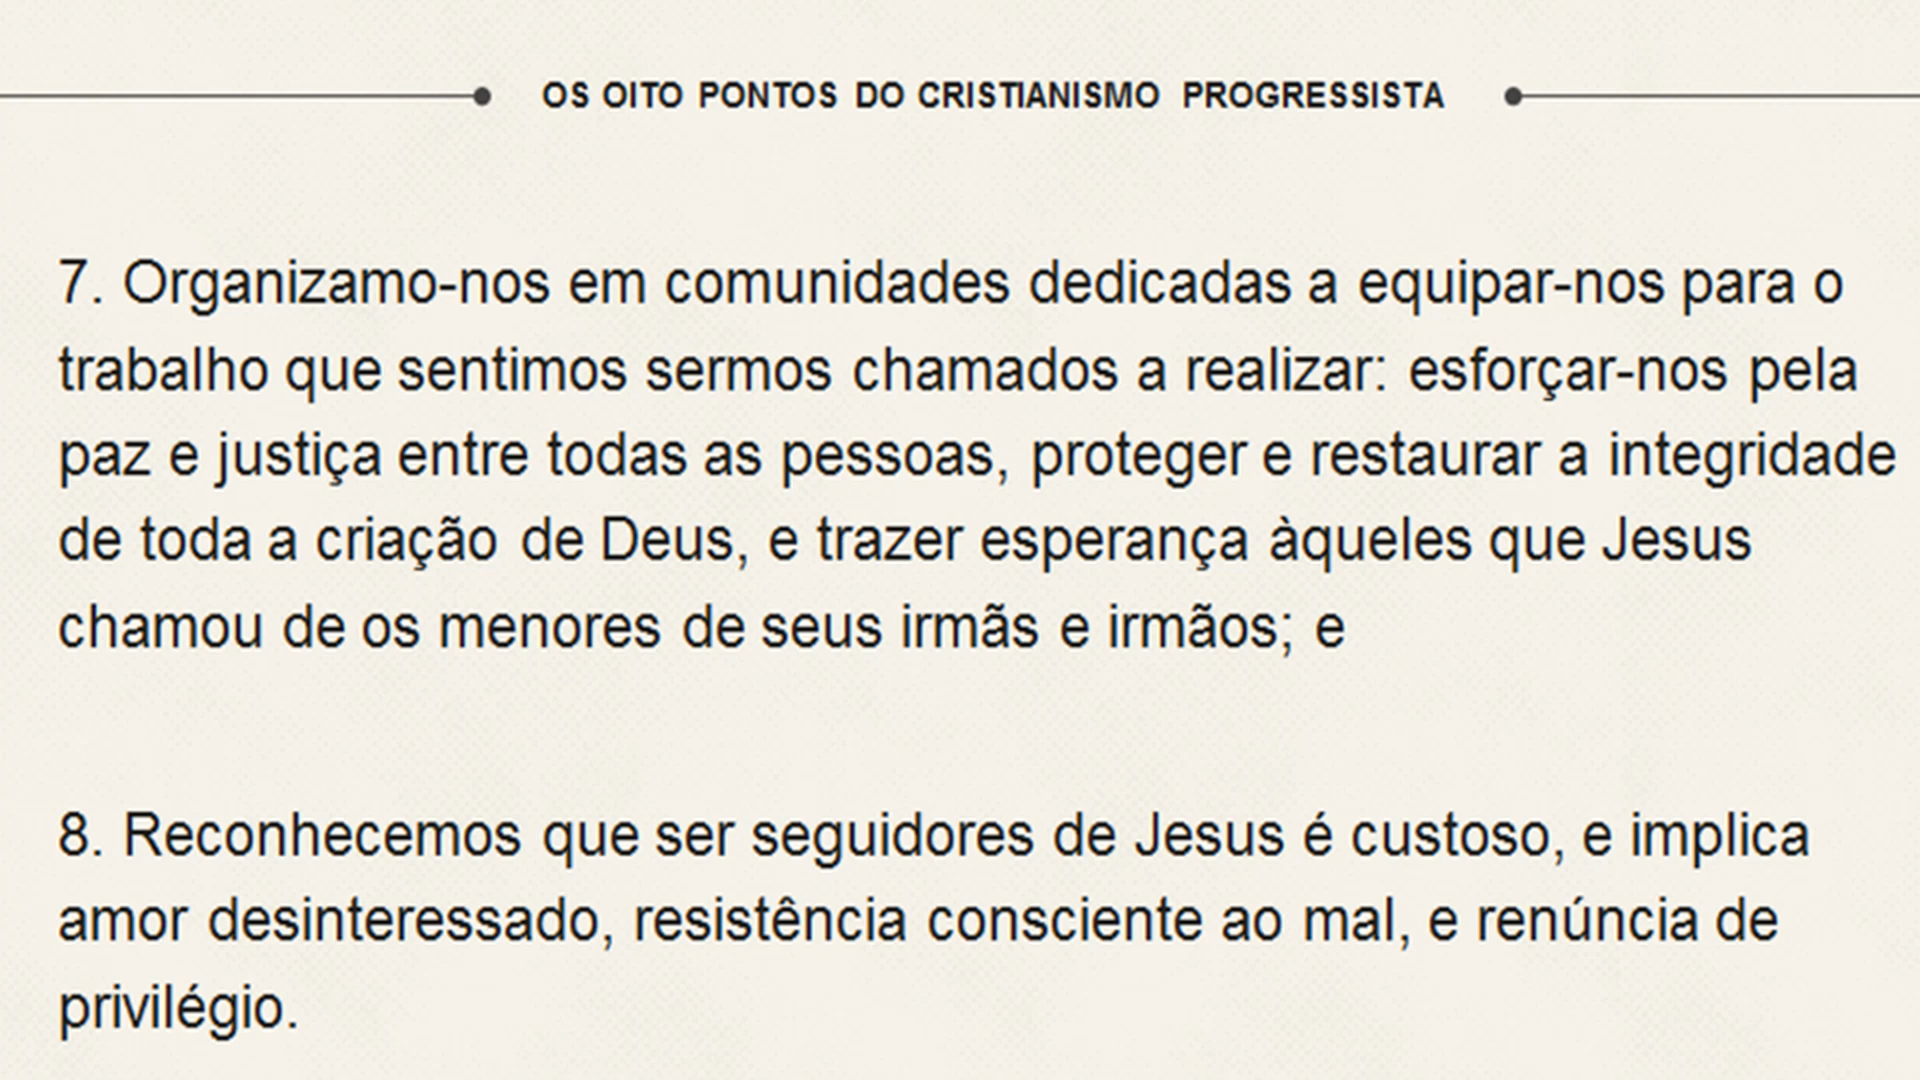 OS OITO PONTOS DO CRISTIANISMO PROGRESSISTA
7. Organizamo-nos em comunidades dedicadas a equipar-nos para o
trabalho que sentimos sermos chamados a realizar: esforçar-nos pela
paz e justiça entre todas as pessoas, proteger e restaurar a integridade
de toda a criação de Deus, e trazer esperança àqueles que Jesus
chamou de os menores de seus irmãs e irmãos; e
8. Reconhecemos que ser seguidores de Jesus é custoso, e implica
amor desinteressado, resistência consciente ao mal, e renúncia de
privilégio.